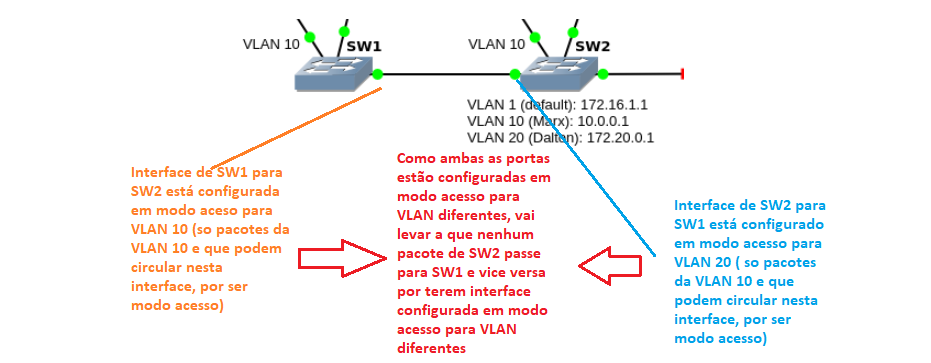 VLAN 10
SW1
VLAN 10
SW2
VLAN 1 (default): 172.16.1.1
VLAN 10 (Marx): 10.0.0.1
VLAN 20 (Dalton): 172.20.0.1
Interface de SW1 para
SW2 está configurada
em modo aceso para
VLAN 10 (so pacotes da
VLAN 10 e que podem
circular nesta
interface, por ser
modo acesso)
Como ambas as portas
estão configuradas em
modo acesso para
VLAN diferentes, vai
levar a que nenhum
pacote de SW2 passe
para SW1 e vice versa
por terem interface
configurada em modo
acesso para VLAN
diferentes
Interface de SW2 para
SW1 está configurado
em modo acesso para
VLAN 20 ( so pacotes
da VLAN 10 e que
podem circular nesta
interface, por ser
modo acesso)